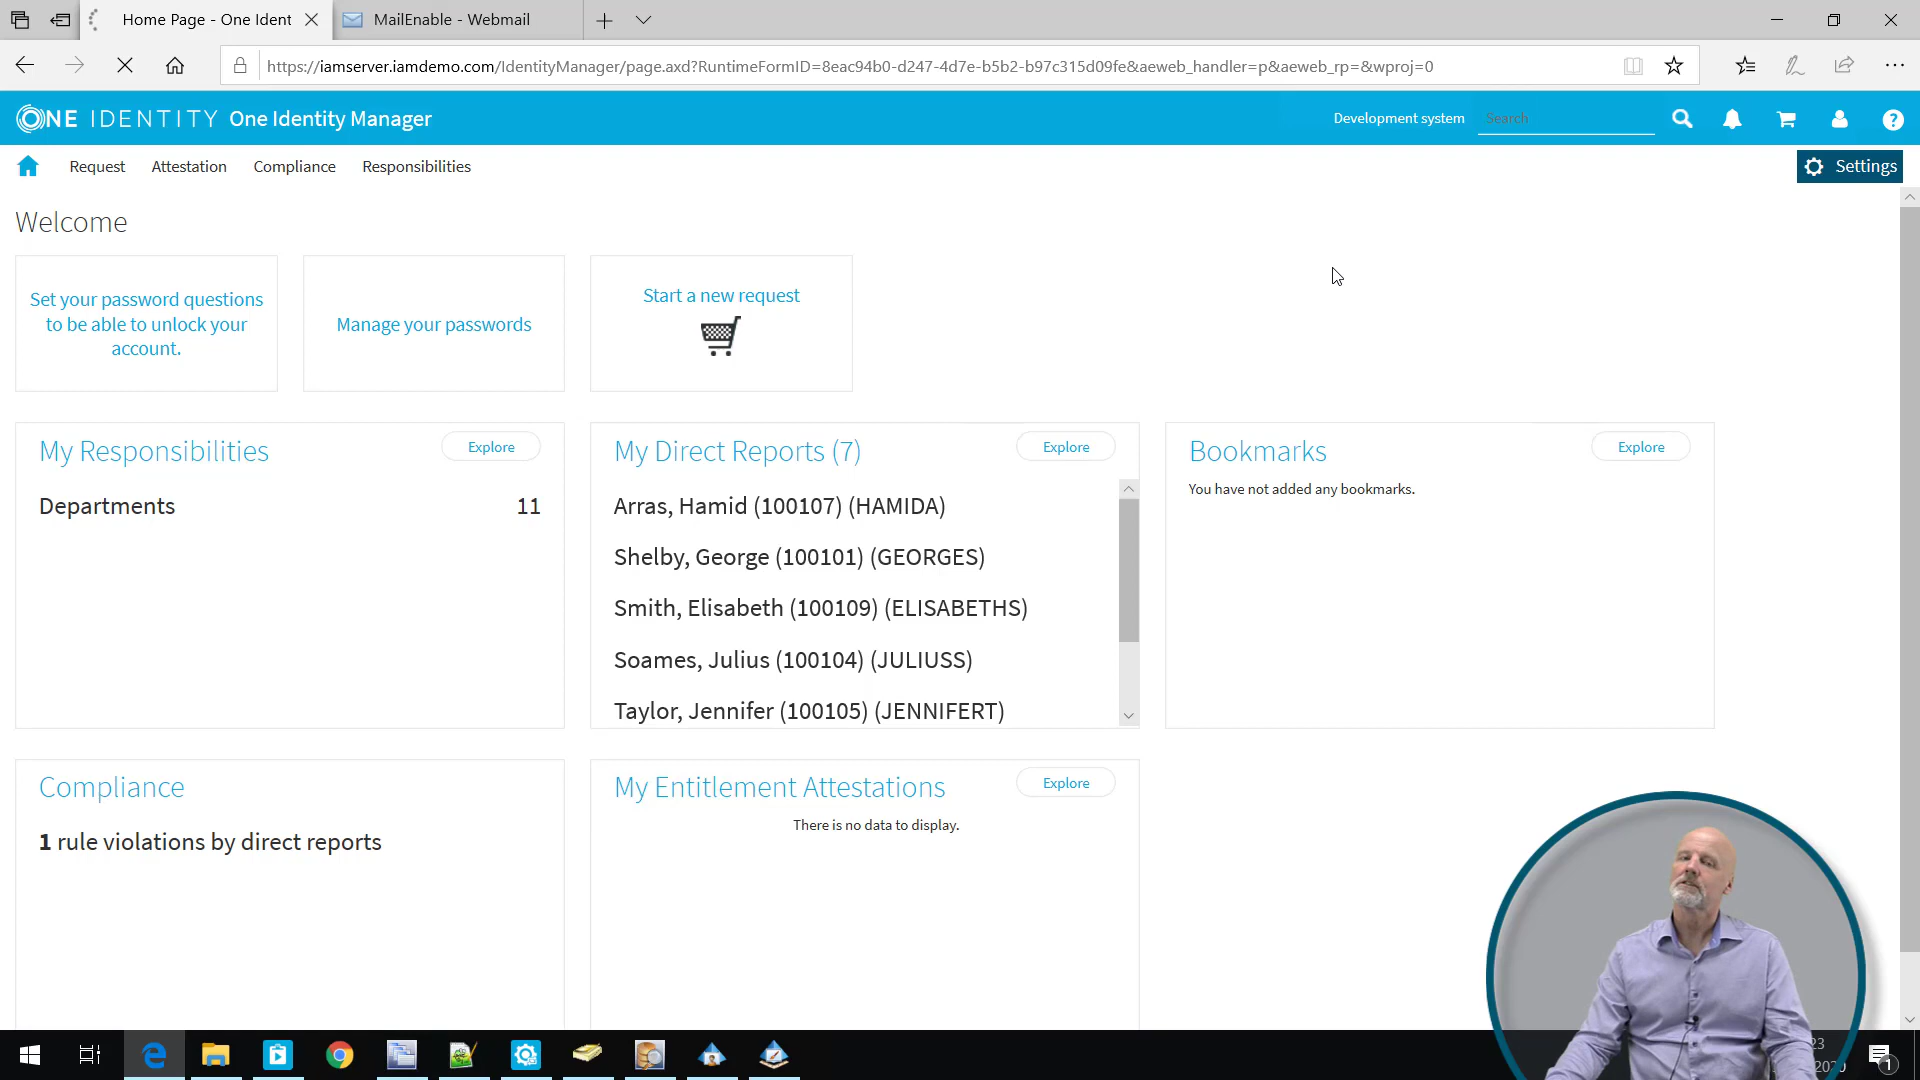 Home Page - One Ident
MailEnable - Webmail
https://iamserver.iamdemo.com/IdentityManager/page.axd?RuntimeFormID=8eac94b0-d247-4d7e-b5b2-b97c315d09fe&aeweb_handler=p&aeweb_rp=&wproj=0
ONE IDENTITY One Identity Manager
Development system
Search
Request
Attestation
Compliance
Responsibilities
Settings
Welcome
Set your password questions
to be able to unlock your
account.
Manage your passwords
Start a new request
My Responsibilities
Explore
Departments
11
My Direct Reports (7)
Explore
Arras, Hamid (100107) (HAMIDA)
Shelby, George (100101) (GEORGES)
Smith, Elisabeth (100109) (ELISABETHS)
Soames, Julius (100104) (JULIUSS)
Taylor, Jennifer (100105) (JENNIFERT)
Bookmarks
Explore
You have not added any bookmarks.
Compliance
1 rule violations by direct reports
My Entitlement Attestations
Explore
There is no data to display.
1